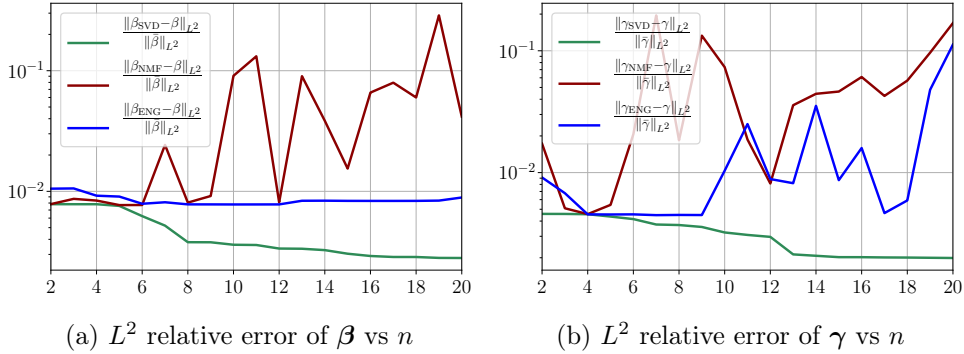 ‖β_SVD−β‖_L² / ‖β̄‖_L²
‖β_NMF−β‖_L² / ‖β̄‖_L²
‖β_ENG−β‖_L² / ‖β̄‖_L²
10⁻¹
10⁻²
2 4 6 8 10 12 14 16 18 20
(a) L² relative error of β vs n
‖γ_SVD−γ‖_L² / ‖γ̄‖_L²
‖γ_NMF−γ‖_L² / ‖γ̄‖_L²
‖γ_ENG−γ‖_L² / ‖γ̄‖_L²
10⁻¹
10⁻²
2 4 6 8 10 12 14 16 18 20
(b) L² relative error of γ vs n